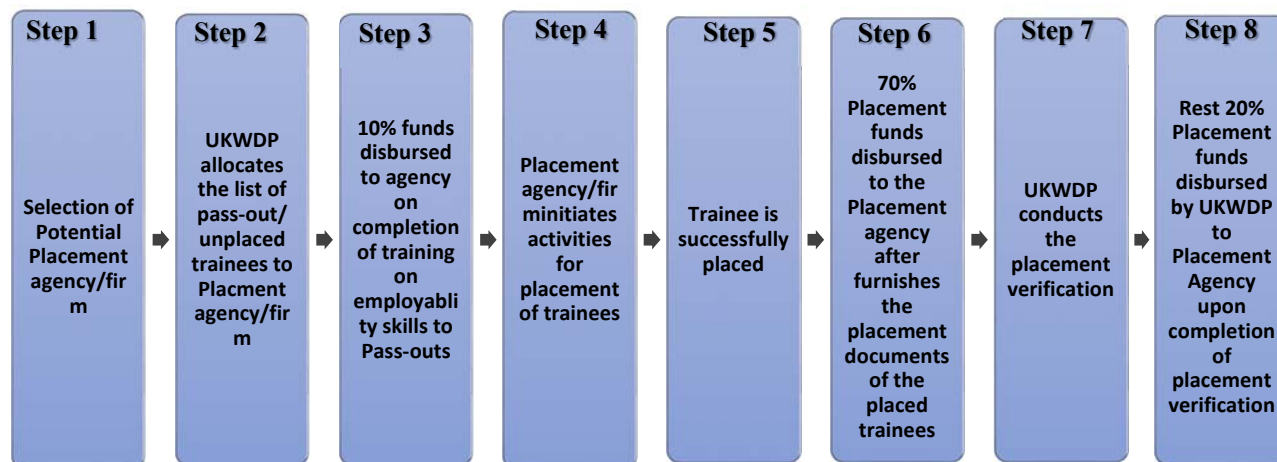 Step 1
Selection of
Potential
Placement
agency/fir
m
Step 2
UKWDP
allocates
the list of
pass-out/
unplaced
trainees to
Placment
agency/fir
m
Step 3
10% funds
disbursed
to agency
on
completion
of training
on
employabli
ty skills to
Pass-outs
Step 4
Placement
agency/fir
minitiates
activities
for
placement
of trainees
Step 5
Trainee is
successfully
placed
Step 6
70%
Placement
funds
disbursed
to the
Placement
agency
after
furnishes
the
placement
documents
of the
placed
trainees
Step 7
UKWDP
conducts
the
placement
verification
Step 8
Rest 20%
Placement
funds
disbursed
by UKWDP
to
Placement
Agency
upon
completion
of
placement
verification